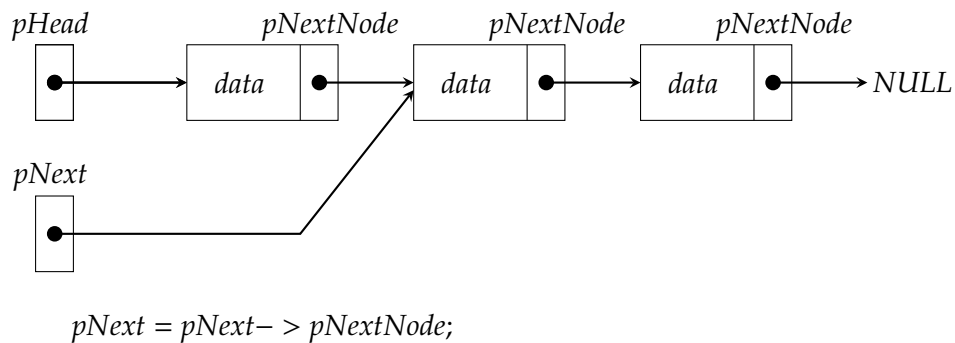 pHead pNextNode pNextNode pNextNode
data data data NULL
pNext
pNext = pNext− > pNextNode;